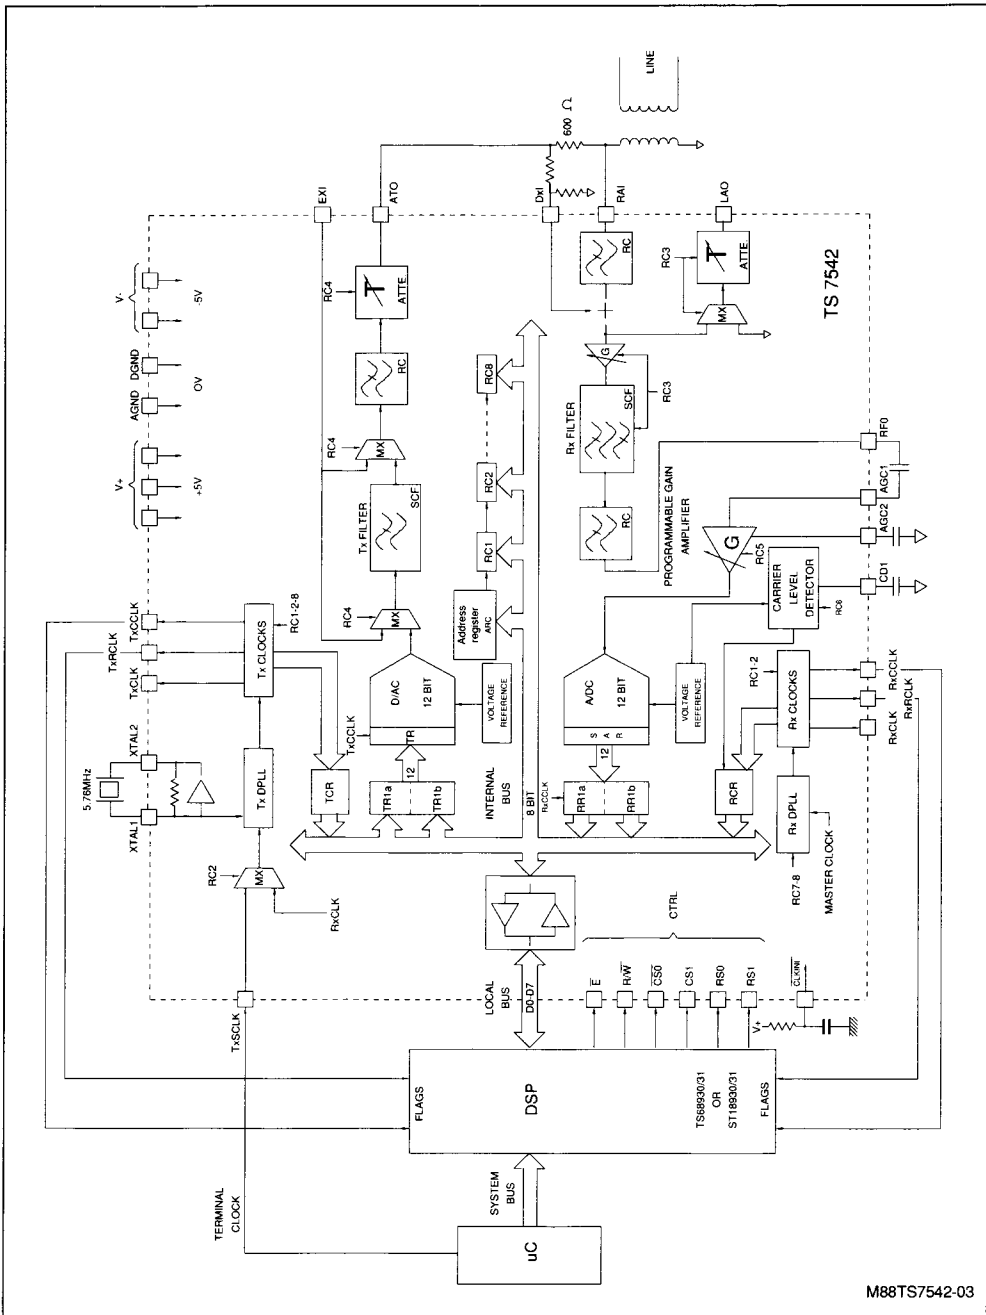 LINE
600 Ω
EXI
ATO
DxI
RAI
LAO
V-
-5V
DGND
AGND
0V
V+
+5V
RC4
T
ATTE.
RC
RC3
T
ATTE.
MX
TS 7542
RC
RC4
MX
RC8
G
RC3
SCF
Rx FILTER
RF0
SCF
Tx FILTER
RC2
RC1
RC
AGC1
PROGRAMMABLE GAIN
AMPLIFIER
G
RC5
AGC2
RC4
MX
Address
register
ARC
CARRIER
LEVEL
DETECTOR
CD1
RC6
TxCCLK
TxRCLK
TxCLK
Tx CLOCKS
RC1-2-8
D/AC
12 BIT
TR
VOLTAGE
REFERENCE
A/DC
12 BIT
S A R
VOLTAGE
REFERENCE
RC1-2
Rx CLOCKS
RxCCLK
RxRCLK
RxCLK
XTAL2
5.76MHz
XTAL1
Tx DPLL
TxCCLK
TCR
12
TR1a
TR1b
INTERNAL
BUS
8 BIT
12
RxCCLK
RR1a
RR1b
RCR
Rx DPLL
RC2
MX
RxCLK
RC7-8
MASTER CLOCK
CTRL
TxSCLK
LOCAL
BUS
D0-D7
E
R/W
CS0
CS1
RS0
RS1
CLKINI
V+
FLAGS
DSP
TS68930/31
OR
ST18930/31
FLAGS
TERMINAL
CLOCK
SYSTEM
BUS
uC
M88TS7542-03